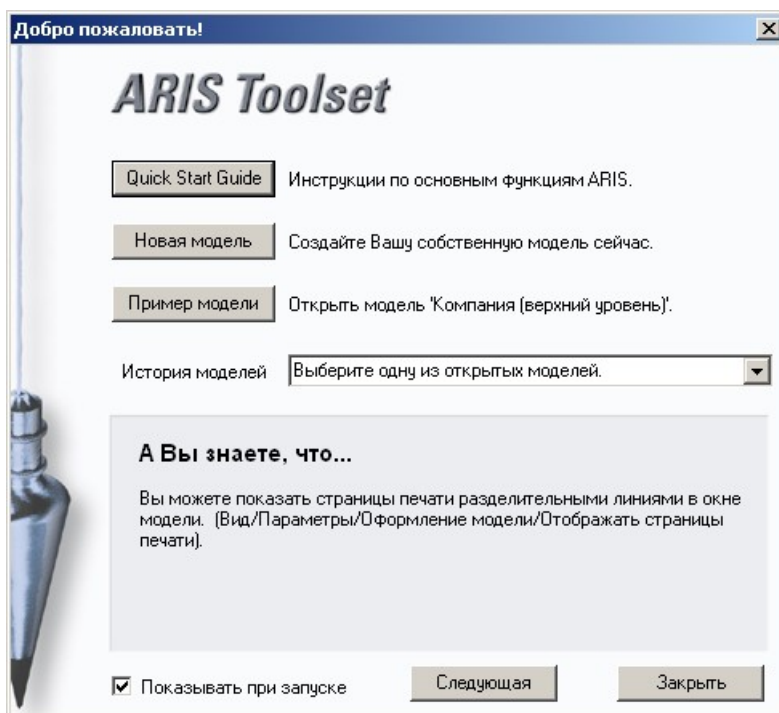 Добро пожаловать!
ARIS Toolset
Quick Start Guide Инструкции по основным функциям ARIS.
Новая модель Создайте Вашу собственную модель сейчас.
Пример модели Открыть модель 'Компания (верхний уровень)'.
История моделей Выберите одну из открытых моделей.
А Вы знаете, что...
Вы можете показать страницы печати разделительными линиями в окне
модели. (Вид/Параметры/Оформление модели/Отображать страницы
печати).
Показывать при запуске Следующая Закрыть